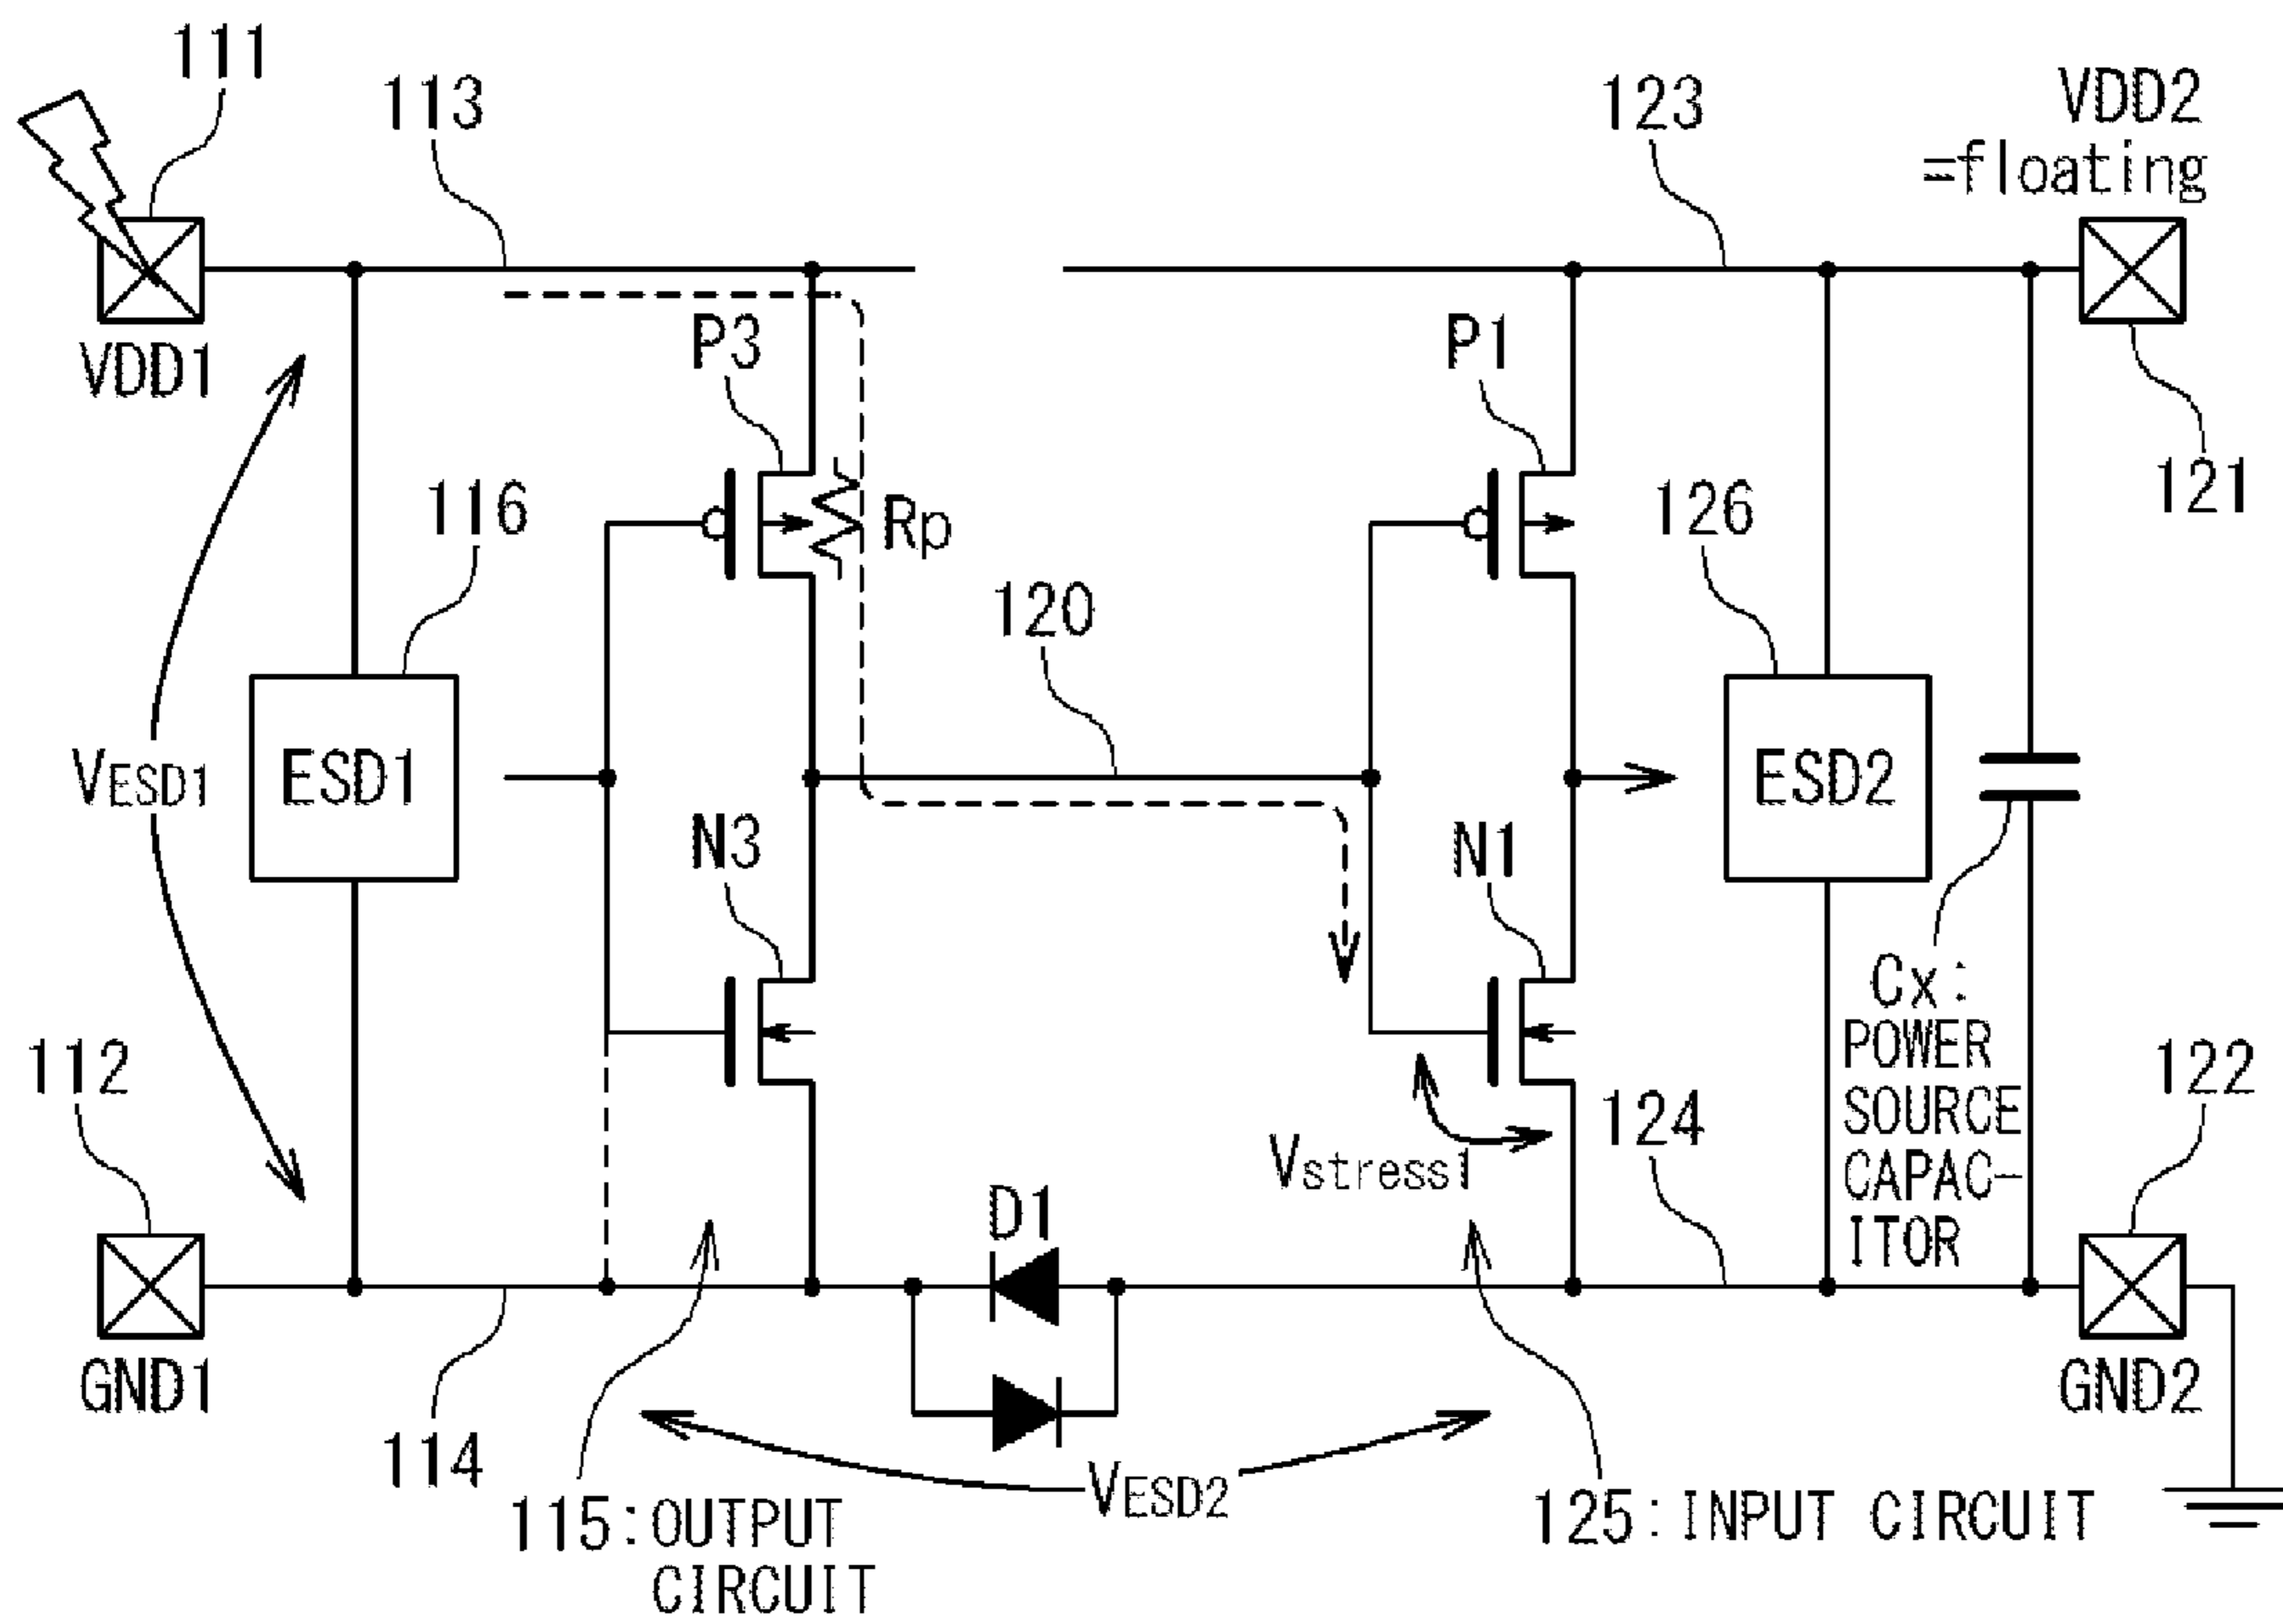 111
113
123
VDD2
=floating
VDD1
P3
P1
121
116
Rp
126
120
VESD1
ESD1
ESD2
N3
N1
Cx:
POWER
SOURCE
CAPAC-
ITOR
112
122
124
Vstress1
D1
GND1
GND2
114
VESD2
115:OUTPUT
CIRCUIT
125:INPUT CIRCUIT